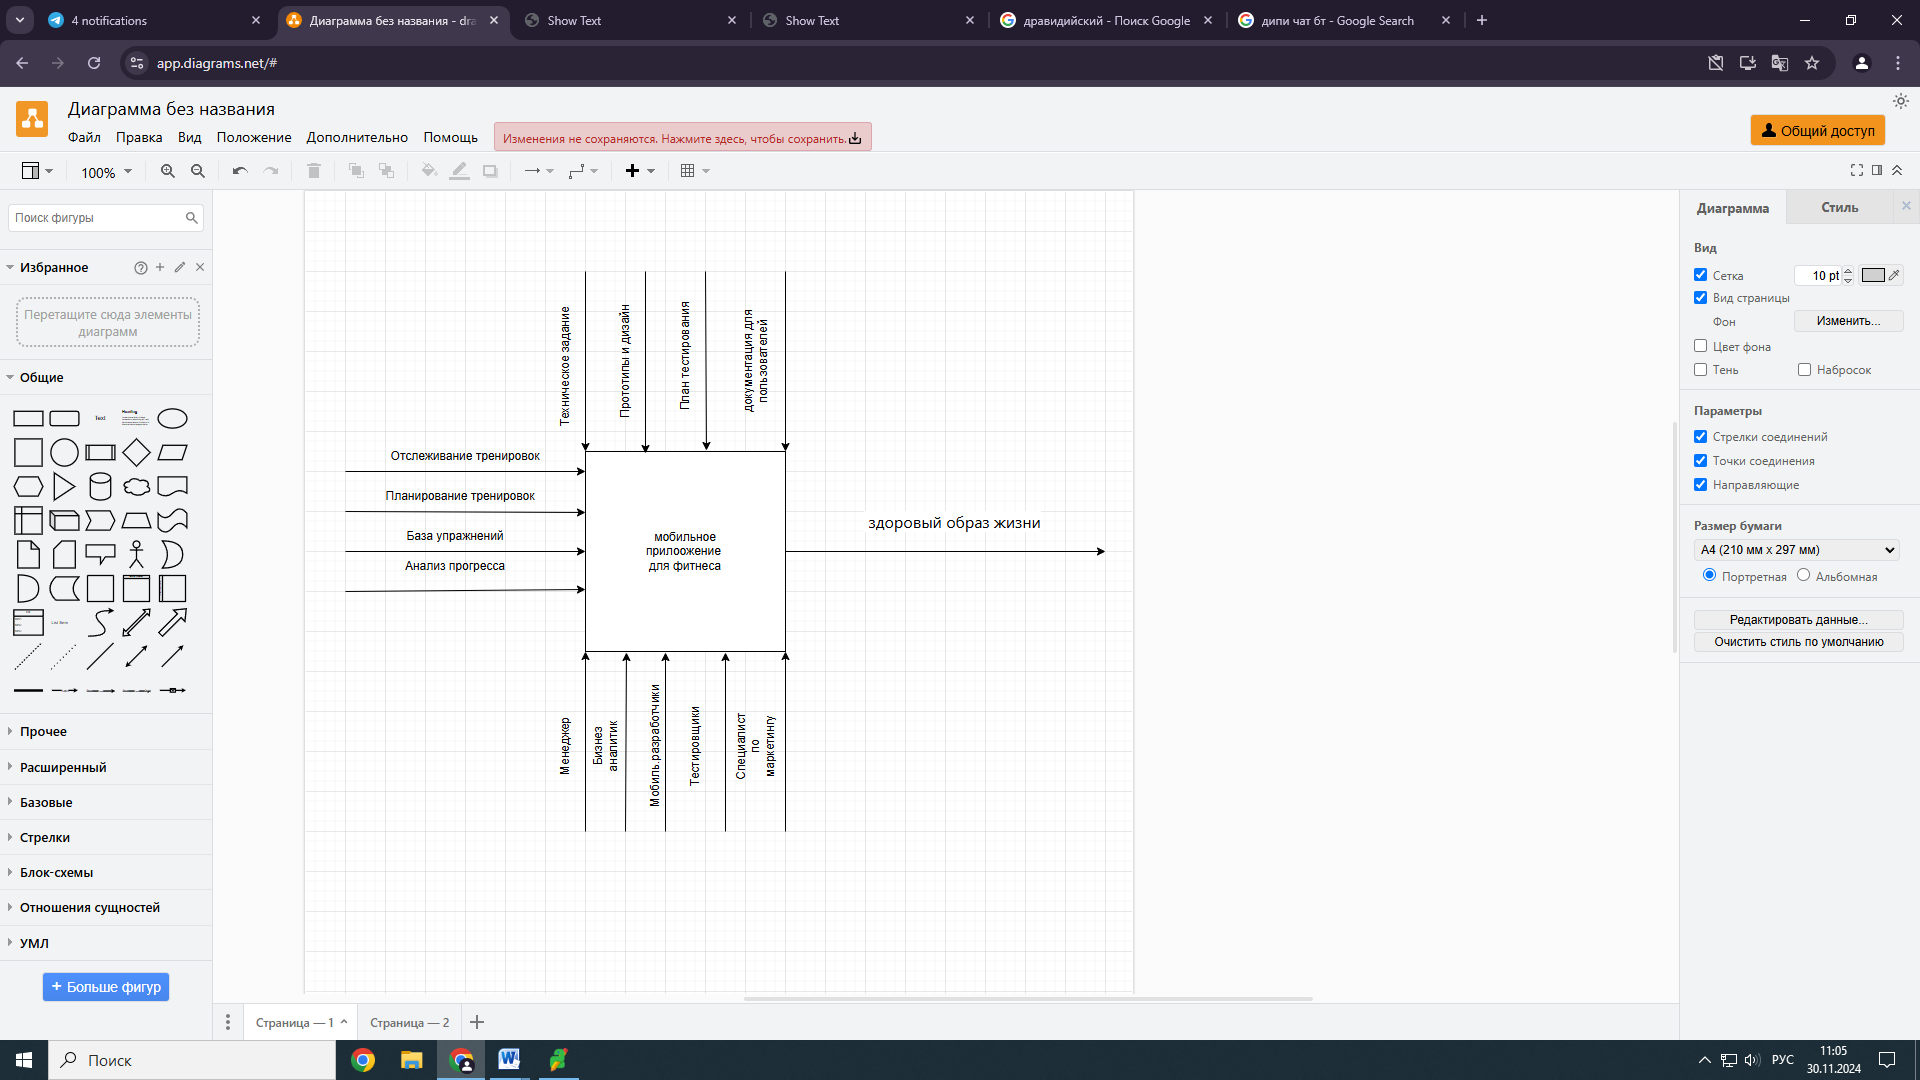 4 notifications
Диаграмма без названия - dra
Show Text
Show Text
дравидийский - Поиск Google
дипи чат бт - Google Search
app.diagrams.net/#
Диаграмма без названия
Файл Правка Вид Положение Дополнительно Помощь
Изменения не сохраняются. Нажмите здесь, чтобы сохранить.
Общий доступ
100%
Поиск фигуры
Избранное
Перетащите сюда элементы
диаграмм
Общие
Text
Heading
List Item
Прочее
Расширенный
Базовые
Стрелки
Блок-схемы
Отношения сущностей
УМЛ
+ Больше фигур
Техническое задание
Прототипы и дизайн
План тестирования
документация для
пользователей
Отслеживание тренировок
Планирование тренировок
База упражнений
Анализ прогресса
мобильное
прилоожение
для фитнеса
здоровый образ жизни
Менеджер
Бизнез
аналитик
Мобиль.разработчики
Тестировщики
Специалист
по
маркетингу
Диаграмма
Стиль
Вид
Сетка
10 pt
Вид страницы
Фон
Изменить...
Цвет фона
Тень
Набросок
Параметры
Стрелки соединений
Точки соединения
Направляющие
Размер бумаги
A4 (210 мм x 297 мм)
Портретная
Альбомная
Редактировать данные...
Очистить стиль по умолчанию
Страница — 1
Страница — 2
Поиск
РУС
11:05
30.11.2024